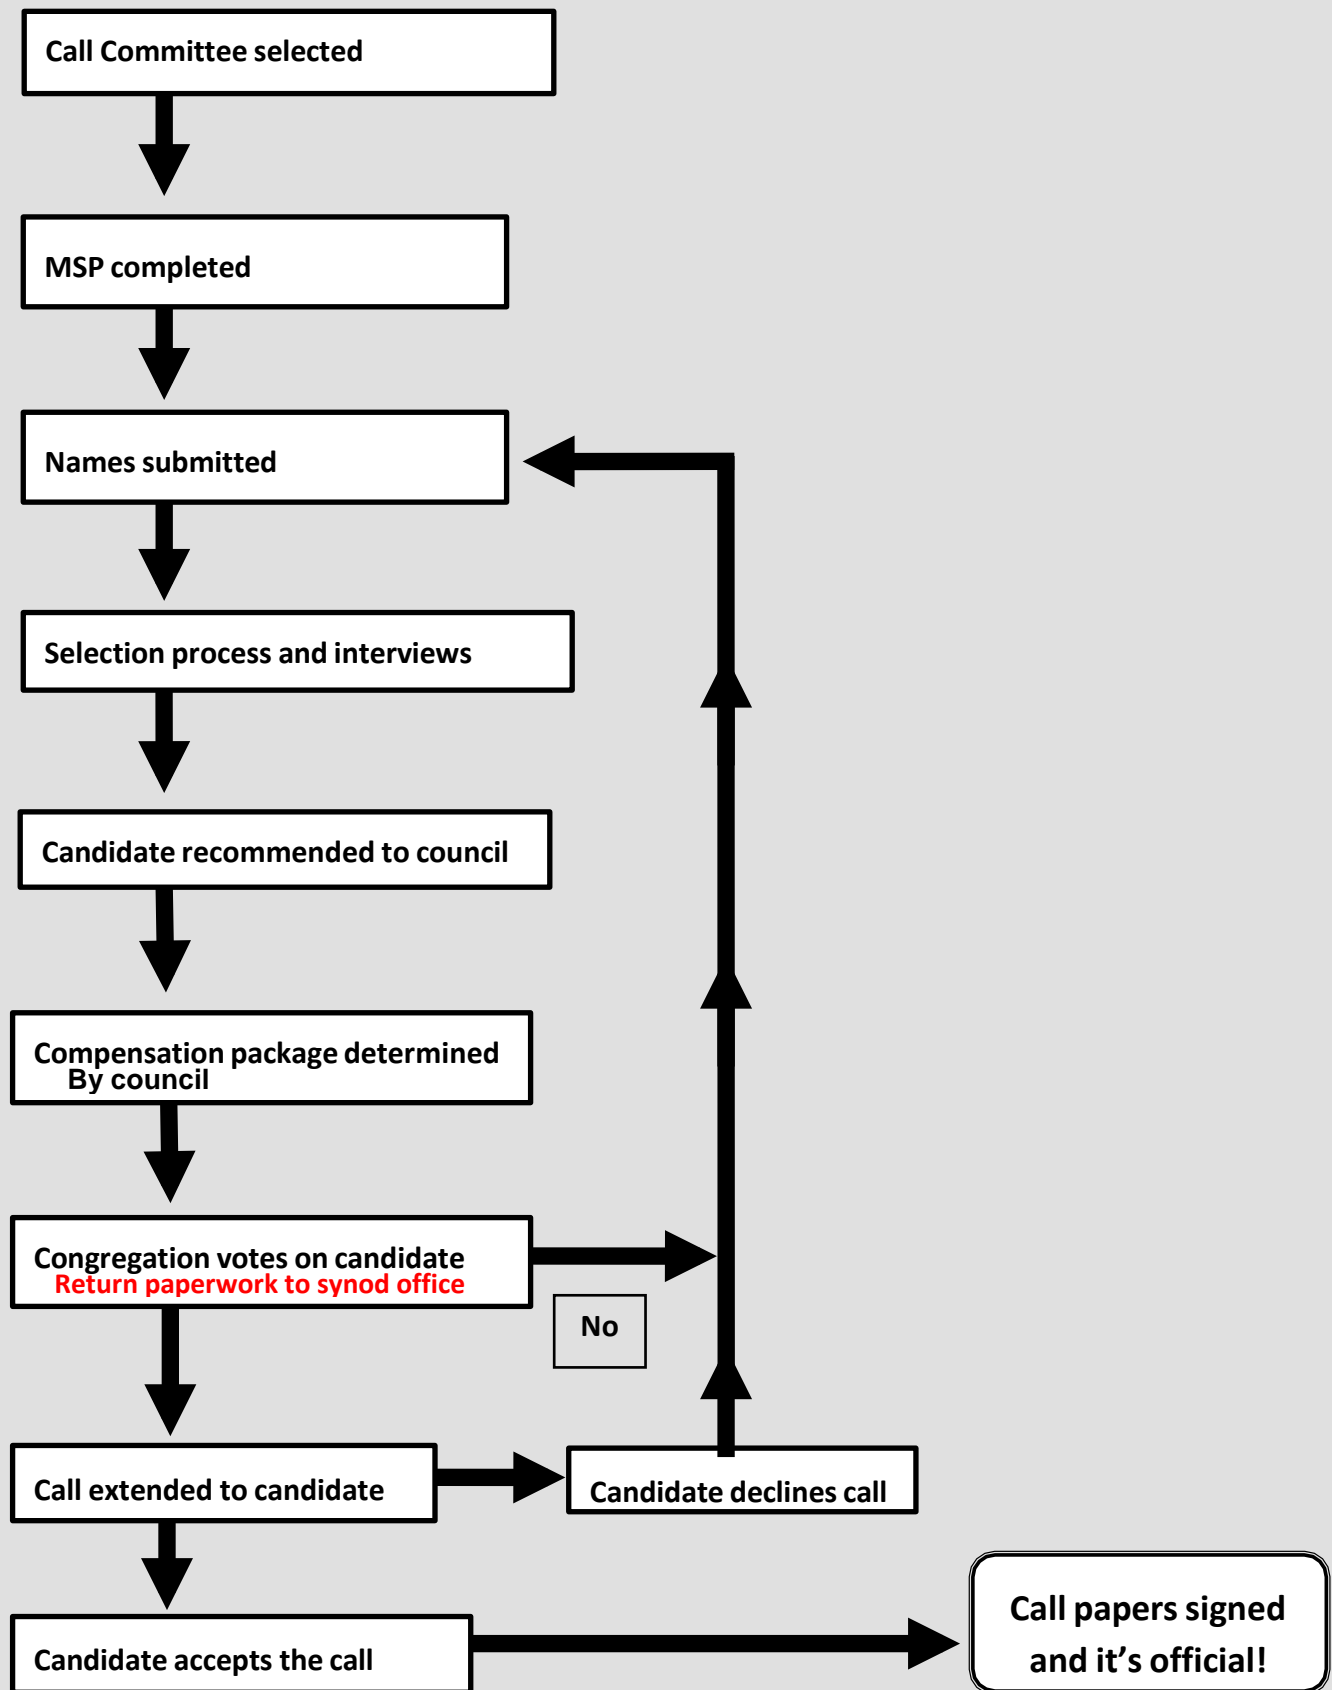 Call Committee selected
MSP completed
Names submitted
Selection process and interviews
Candidate recommended to council
Compensation package determined
By council
Congregation votes on candidate
Return paperwork to synod office
No
Call extended to candidate
Candidate declines call
Candidate accepts the call
Call papers signed
and it’s official!